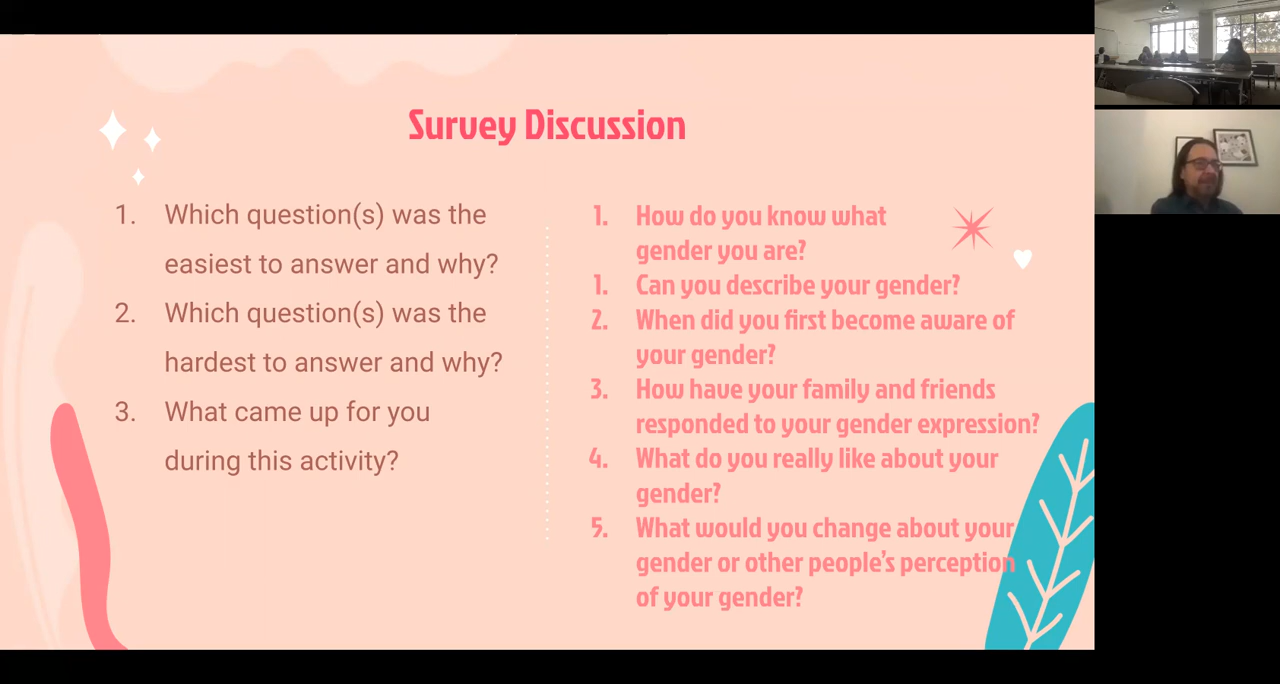 Survey Discussion
1. Which question(s) was the
easiest to answer and why?
2. Which question(s) was the
hardest to answer and why?
3. What came up for you
during this activity?
1. How do you know what
gender you are?
1. Can you describe your gender?
2. When did you first become aware of
your gender?
3. How have your family and friends
responded to your gender expression?
4. What do you really like about your
gender?
5. What would you change about your
gender or other people's perception
of your gender?